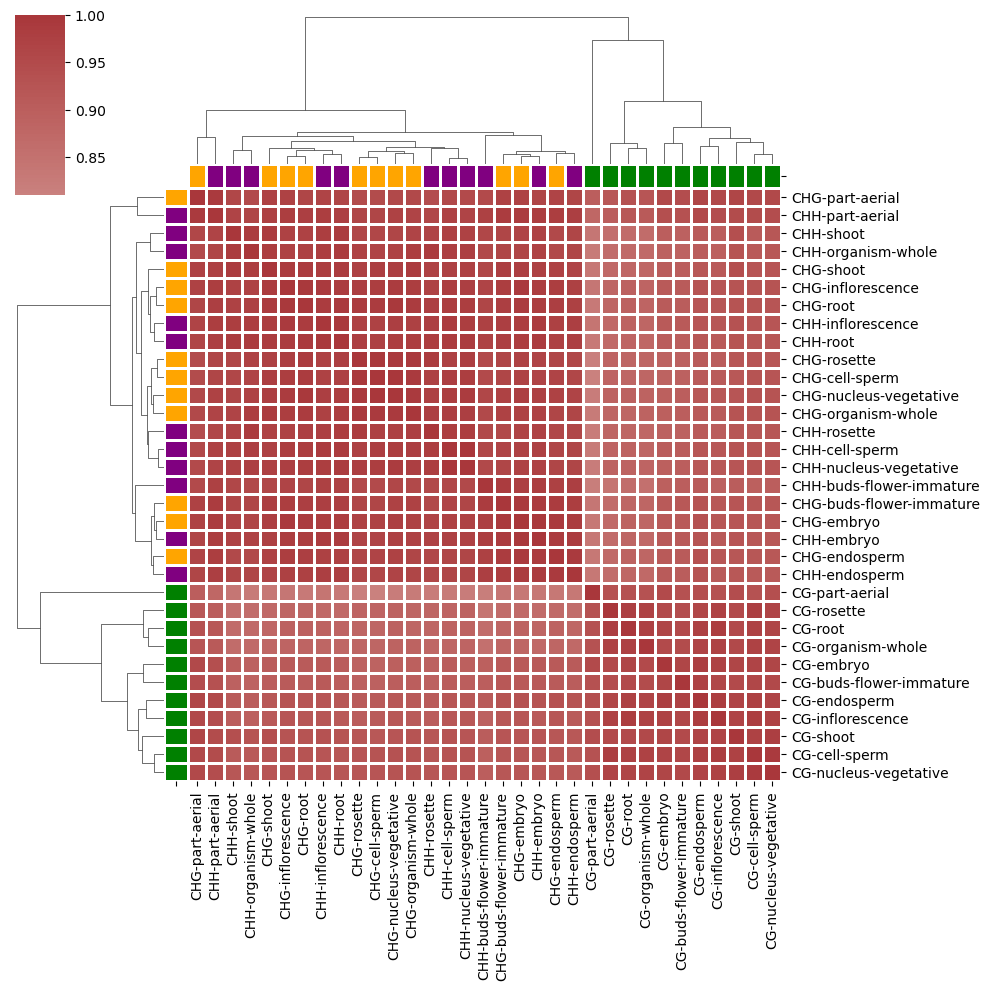 1.00
0.95
0.90
0.85
CHG-part-aerial
CHH-part-aerial
CHH-shoot
CHH-organism-whole
CHG-shoot
CHG-inflorescence
CHG-root
CHH-inflorescence
CHH-root
CHG-rosette
CHG-cell-sperm
CHG-nucleus-vegetative
CHG-organism-whole
CHH-rosette
CHH-cell-sperm
CHH-nucleus-vegetative
CHH-buds-flower-immature
CHG-buds-flower-immature
CHG-embryo
CHH-embryo
CHG-endosperm
CHH-endosperm
CG-part-aerial
CG-rosette
CG-root
CG-organism-whole
CG-embryo
CG-buds-flower-immature
CG-endosperm
CG-inflorescence
CG-shoot
CG-cell-sperm
CG-nucleus-vegetative
CHG-part-aerial
CHH-part-aerial
CHH-shoot
CHH-organism-whole
CHG-shoot
CHG-inflorescence
CHG-root
CHH-inflorescence
CHH-root
CHG-rosette
CHG-cell-sperm
CHG-nucleus-vegetative
CHG-organism-whole
CHH-rosette
CHH-cell-sperm
CHH-nucleus-vegetative
CHH-buds-flower-immature
CHG-buds-flower-immature
CHG-embryo
CHH-embryo
CHG-endosperm
CHH-endosperm
CG-part-aerial
CG-rosette
CG-root
CG-organism-whole
CG-embryo
CG-buds-flower-immature
CG-endosperm
CG-inflorescence
CG-shoot
CG-cell-sperm
CG-nucleus-vegetative